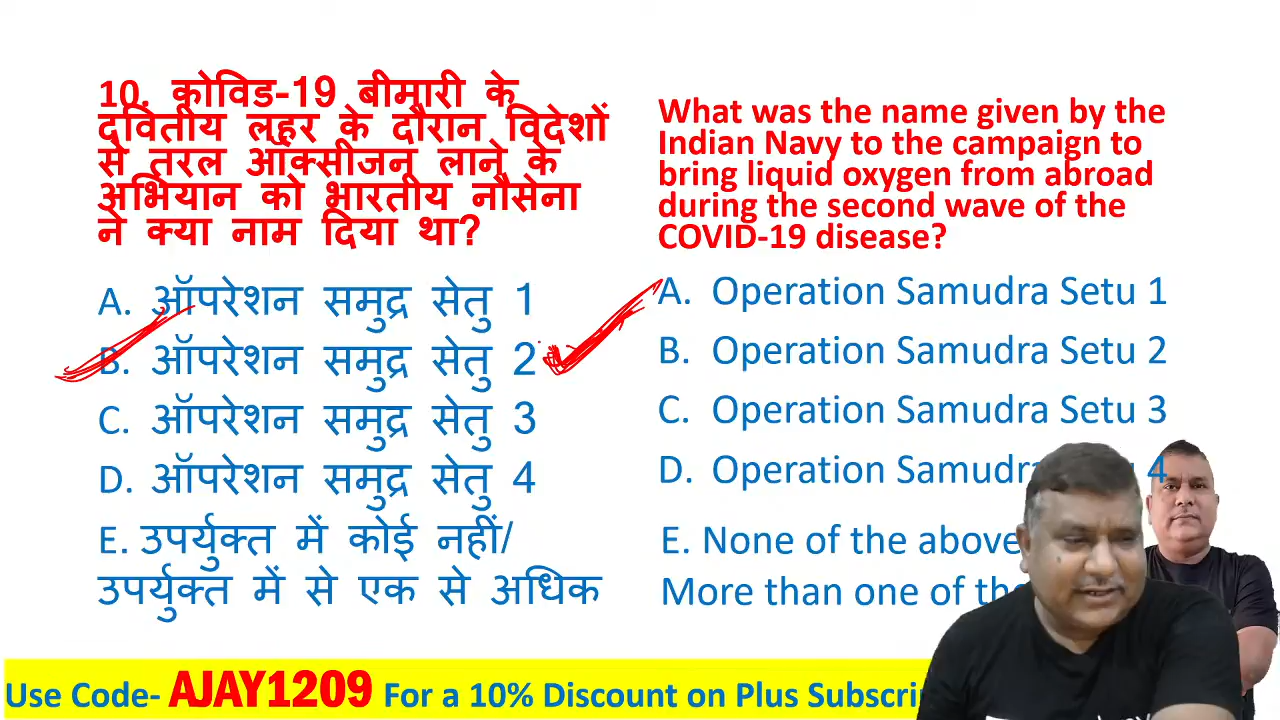 10. कोविड-19 बीमारी के
द्वितीय लहर के दौरान विदेशों
से तरल ऑक्सीजन लाने के
अभियान को भारतीय नौसेना
ने क्या नाम दिया था?
A. ऑपरेशन समुद्र सेतु 1
B. ऑपरेशन समुद्र सेतु 2
C. ऑपरेशन समुद्र सेतु 3
D. ऑपरेशन समुद्र सेतु 4
E. उपर्युक्त में कोई नहीं/
उपर्युक्त में से एक से अधिक
What was the name given by the
Indian Navy to the campaign to
bring liquid oxygen from abroad
during the second wave of the
COVID-19 disease?
A. Operation Samudra Setu 1
B. Operation Samudra Setu 2
C. Operation Samudra Setu 3
D. Operation Samudra 4
E. None of the above
More than one of
Use Code- AJAY1209 For a 10% Discount on Plus